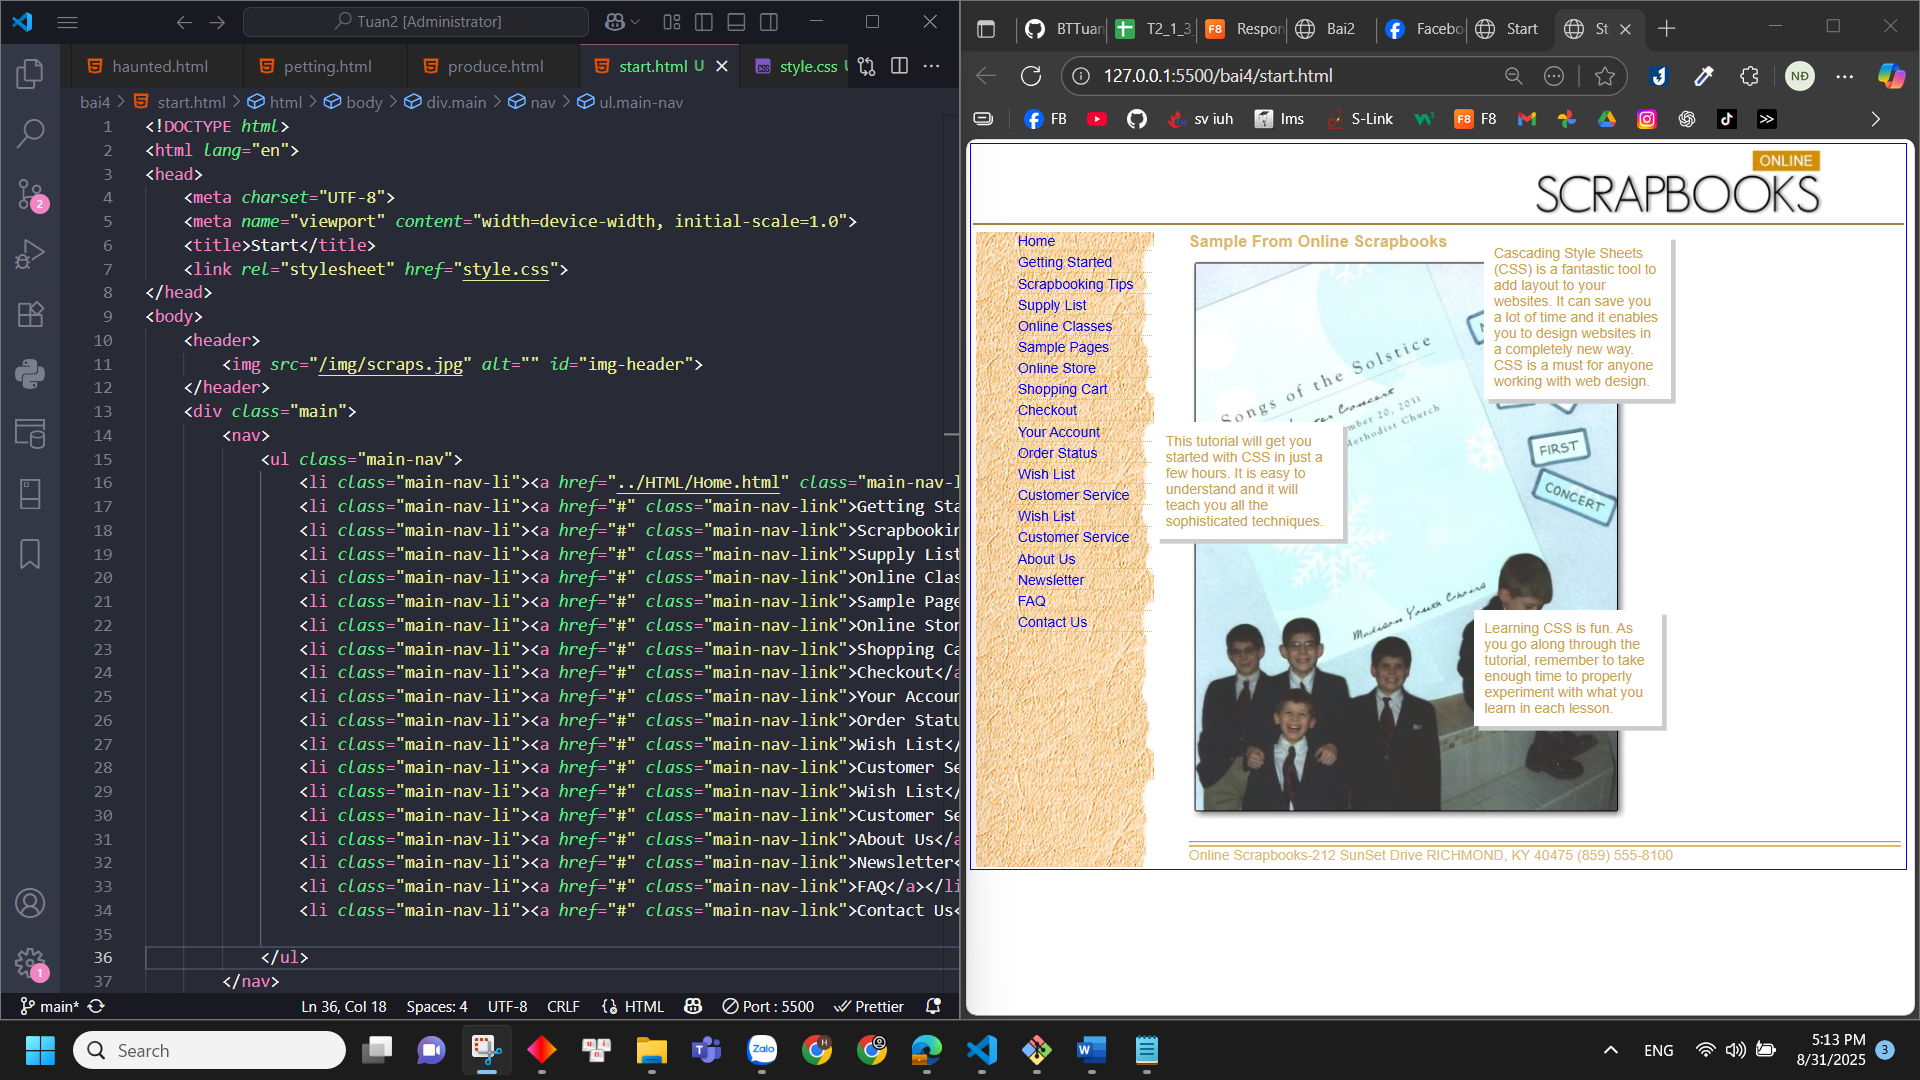 Tuan2 [Administrator]
haunted.html
petting.html
produce.html
start.html U
style.css U
bai4 > start.html > html > body > div.main > nav > ul.main-nav
1 <!DOCTYPE html>
2 <html lang="en">
3 <head>
4 <meta charset="UTF-8">
5 <meta name="viewport" content="width=device-width, initial-scale=1.0">
6 <title>Start</title>
7 <link rel="stylesheet" href="style.css">
8 </head>
9 <body>
10 <header>
11 <img src="/img/scraps.jpg" alt="" id="img-header">
12 </header>
13 <div class="main">
14 <nav>
15 <ul class="main-nav">
16 <li class="main-nav-li"><a href="../HTML/Home.html" class="main-nav-l
17 <li class="main-nav-li"><a href="#" class="main-nav-link">Getting Sta
18 <li class="main-nav-li"><a href="#" class="main-nav-link">Scrapbookin
19 <li class="main-nav-li"><a href="#" class="main-nav-link">Supply List
20 <li class="main-nav-li"><a href="#" class="main-nav-link">Online Clas
21 <li class="main-nav-li"><a href="#" class="main-nav-link">Sample Page
22 <li class="main-nav-li"><a href="#" class="main-nav-link">Online Stor
23 <li class="main-nav-li"><a href="#" class="main-nav-link">Shopping Ca
24 <li class="main-nav-li"><a href="#" class="main-nav-link">Checkout</a
25 <li class="main-nav-li"><a href="#" class="main-nav-link">Your Accoun
26 <li class="main-nav-li"><a href="#" class="main-nav-link">Order Statu
27 <li class="main-nav-li"><a href="#" class="main-nav-link">Wish List</
28 <li class="main-nav-li"><a href="#" class="main-nav-link">Customer Se
29 <li class="main-nav-li"><a href="#" class="main-nav-link">Wish List</
30 <li class="main-nav-li"><a href="#" class="main-nav-link">Customer Se
31 <li class="main-nav-li"><a href="#" class="main-nav-link">About Us</a
32 <li class="main-nav-li"><a href="#" class="main-nav-link">Newsletter<
33 <li class="main-nav-li"><a href="#" class="main-nav-link">FAQ</a></li
34 <li class="main-nav-li"><a href="#" class="main-nav-link">Contact Us<
35
36 </ul>
37 </nav>
2
1
main*
Ln 36, Col 18 Spaces: 4 UTF-8 CRLF HTML Port : 5500 Prettier
BTTuan
T2_1_3_
F8 Respon
Bai2
Facebo
Start
St
127.0.0.1:5500/bai4/start.html
NĐ
FB
sv iuh
lms
S-Link
F8 F8
ONLINE
SCRAPBOOKS
Home
Getting Started
Scrapbooking Tips
Supply List
Online Classes
Sample Pages
Online Store
Shopping Cart
Checkout
Your Account
Order Status
Wish List
Customer Service
Wish List
Customer Service
About Us
Newsletter
FAQ
Contact Us
Sample From Online Scrapbooks
Cascading Style Sheets
(CSS) is a fantastic tool to
add layout to your
websites. It can save you
a lot of time and it enables
you to design websites in
a completely new way.
CSS is a must for anyone
working with web design.
Songs of the Solstice
Concert
mber 20, 2011
Methodist Church
FIRST
CONCERT
This tutorial will get you
started with CSS in just a
few hours. It is easy to
understand and it will
teach you all the
sophisticated techniques.
Madison Youth Choirs
Learning CSS is fun. As
you go along through the
tutorial, remember to take
enough time to properly
experiment with what you
learn in each lesson.
Online Scrapbooks-212 SunSet Drive RICHMOND, KY 40475 (859) 555-8100
Search
Zalo
H
ENG
5:13 PM
8/31/2025
3